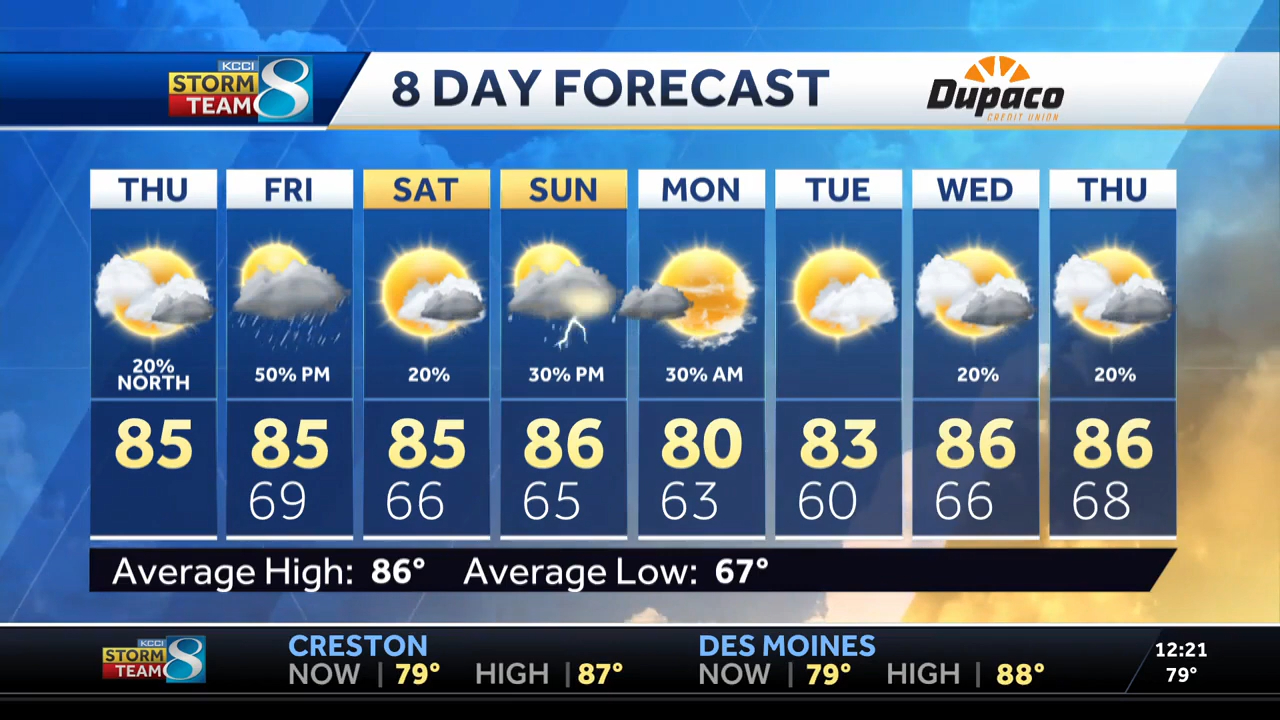 KCCI
STORM
TEAM 8
8 DAY FORECAST
Dupaco
CREDIT UNION
THU
FRI
SAT
SUN
MON
TUE
WED
THU
20%
NORTH
50% PM
20%
30% PM
30% AM
20%
20%
85
85
85
86
80
83
86
86
69
66
65
63
60
66
68
Average High: 86° Average Low: 67°
KCCI
STORM
TEAM 8
CRESTON
NOW | 79° HIGH | 87°
DES MOINES
NOW | 79° HIGH | 88°
12:21
79°